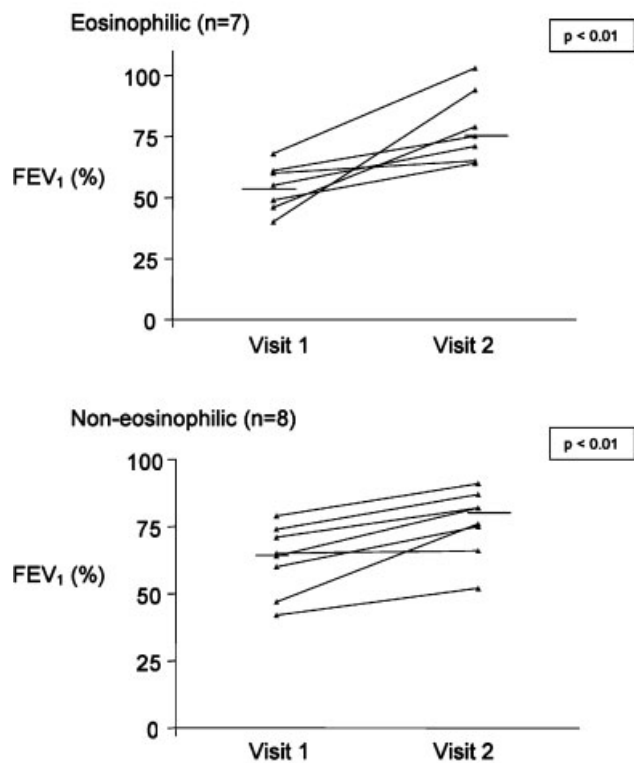 Eosinophilic (n=7)
p < 0.01
100
75
FEV₁ (%)
50
25
0
Visit 1 Visit 2
Non-eosinophilic (n=8)
p < 0.01
100
75
FEV₁ (%)
50
25
0
Visit 1 Visit 2